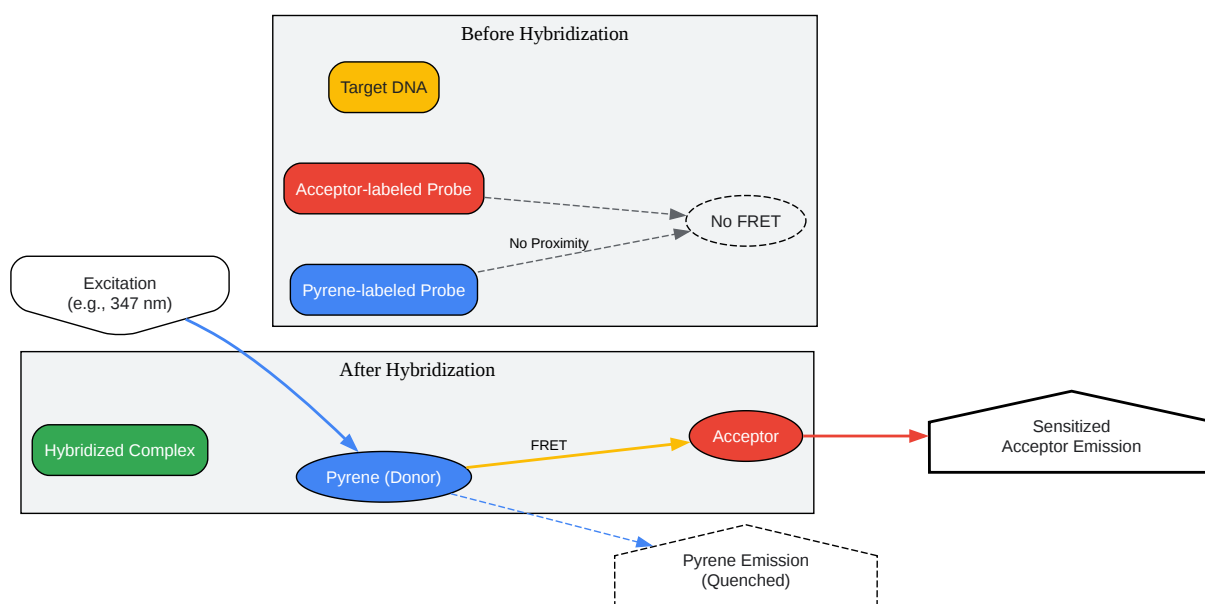 Before Hybridization
Target DNA
Acceptor-labeled Probe
No FRET
No Proximity
Pyrene-labeled Probe
Excitation
(e.g., 347 nm)
After Hybridization
Hybridized Complex
FRET
Acceptor
Pyrene (Donor)
Sensitized
Acceptor Emission
Pyrene Emission
(Quenched)